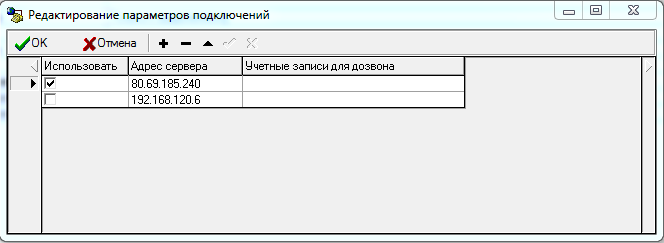 Редактирование параметров подключений
OK Отмена
Использовать Адрес сервера Учетные записи для дозвона
80.69.185.240
192.168.120.6